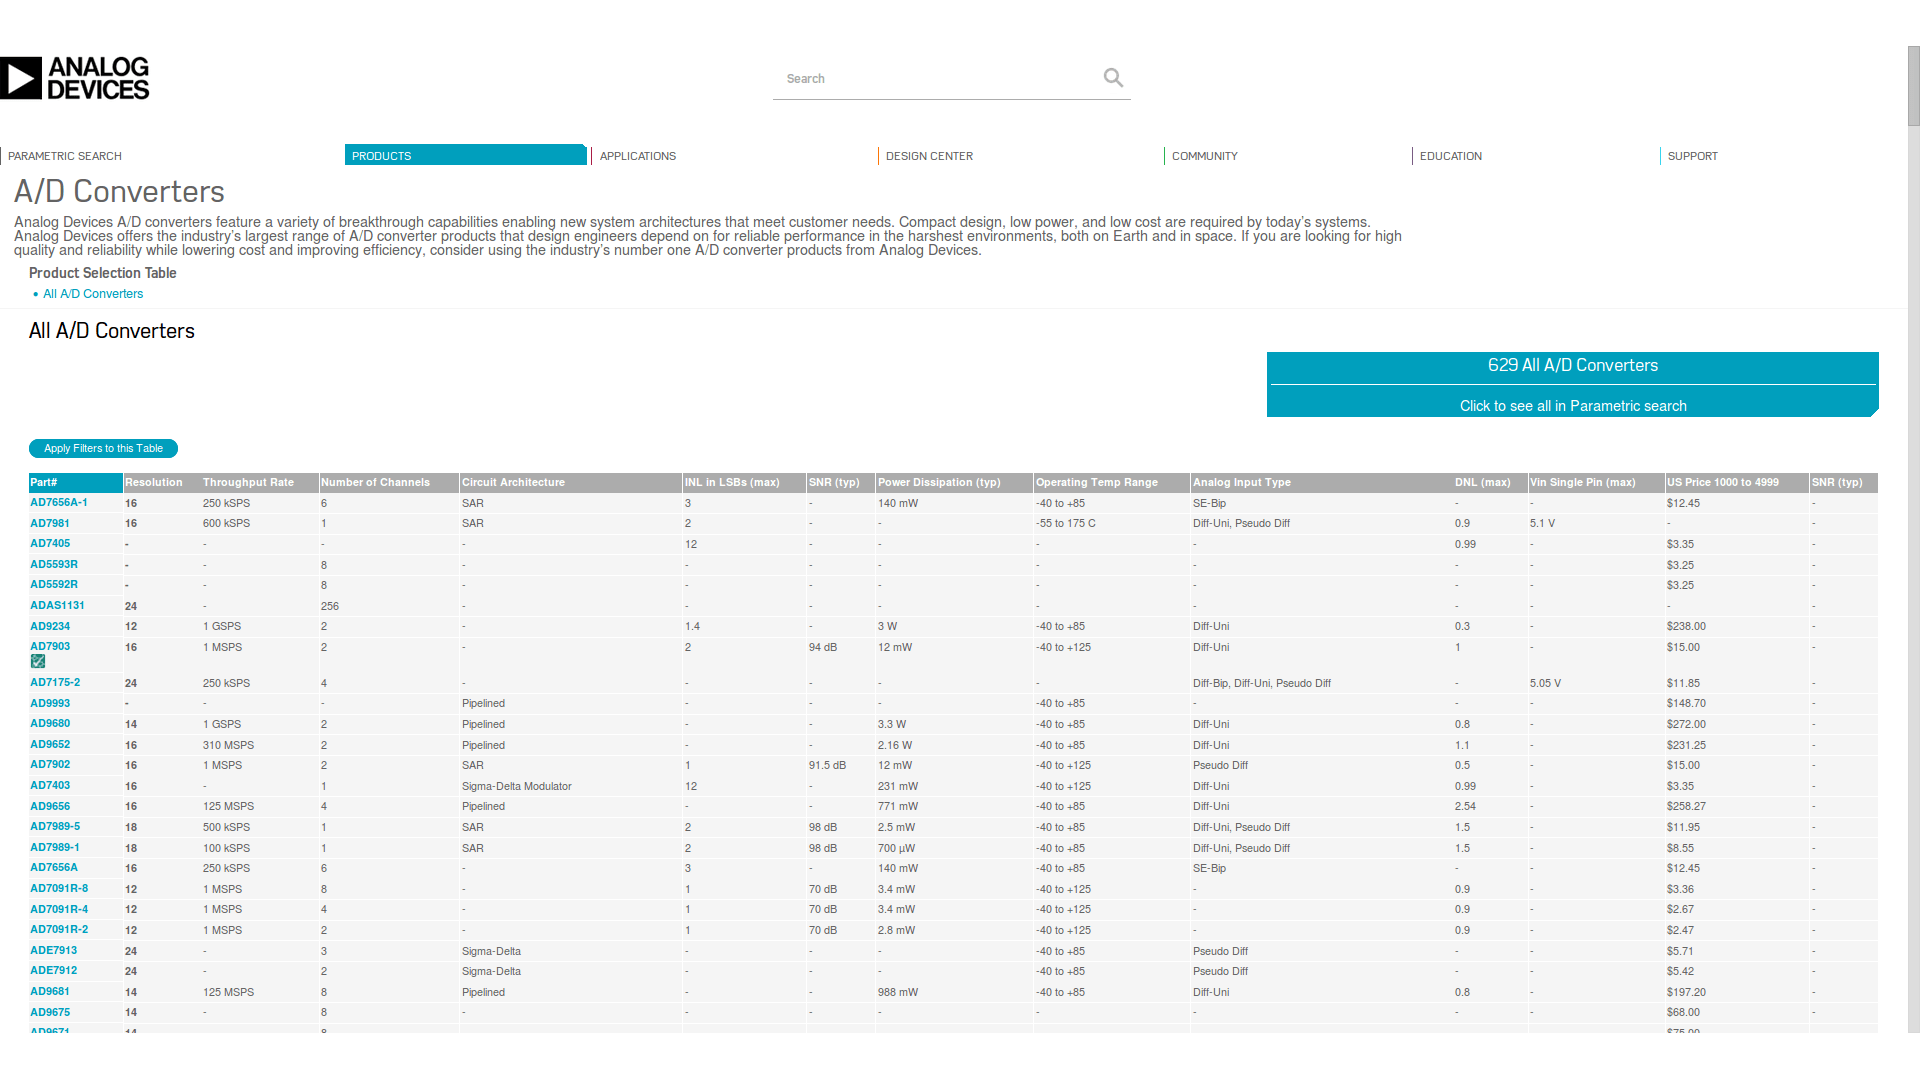 ANALOG
DEVICES
Search
PARAMETRIC SEARCH PRODUCTS APPLICATIONS DESIGN CENTER COMMUNITY EDUCATION SUPPORT
A/D Converters
Analog Devices A/D converters feature a variety of breakthrough capabilities enabling new system architectures that meet customer needs. Compact design, low power, and low cost are required by today's systems.
Analog Devices offers the industry's largest range of A/D converter products that design engineers depend on for reliable performance in the harshest environments, both on Earth and in space. If you are looking for high
quality and reliability while lowering cost and improving efficiency, consider using the industry's number one A/D converter products from Analog Devices.
Product Selection Table
• All A/D Converters
All A/D Converters
629 All A/D Converters
Click to see all in Parametric search
Apply Filters to this Table
Part# Resolution Throughput Rate Number of Channels Circuit Architecture INL in LSBs (max) SNR (typ) Power Dissipation (typ) Operating Temp Range Analog Input Type DNL (max) Vin Single Pin (max) US Price 1000 to 4999 SNR (typ)
AD7656A-1 16 250 kSPS 6 SAR 3 - 140 mW -40 to +85 SE-Bip - - $12.45 -
AD7981 16 600 kSPS 1 SAR 2 - - -55 to 175 C Diff-Uni, Pseudo Diff 0.9 5.1 V - -
AD7405 - - - - 12 - - - - 0.99 - $3.35 -
AD5593R - - 8 - - - - - - - - $3.25 -
AD5592R - - 8 - - - - - - - - $3.25 -
ADAS1131 24 - 256 - - - - - - - - - -
AD9234 12 1 GSPS 2 - 1.4 - 3 W -40 to +85 Diff-Uni 0.3 - $238.00 -
AD7903 16 1 MSPS 2 - 2 94 dB 12 mW -40 to +125 Diff-Uni 1 - $15.00 -
AD7175-2 24 250 kSPS 4 - - - - - Diff-Bip, Diff-Uni, Pseudo Diff - 5.05 V $11.85 -
AD9993 - - - Pipelined - - - -40 to +85 - - - $148.70 -
AD9680 14 1 GSPS 2 Pipelined - - 3.3 W -40 to +85 Diff-Uni 0.8 - $272.00 -
AD9652 16 310 MSPS 2 Pipelined - - 2.16 W -40 to +85 Diff-Uni 1.1 - $231.25 -
AD7902 16 1 MSPS 2 SAR 1 91.5 dB 12 mW -40 to +125 Pseudo Diff 0.5 - $15.00 -
AD7403 16 - 1 Sigma-Delta Modulator 12 - 231 mW -40 to +125 Diff-Uni 0.99 - $3.35 -
AD9656 16 125 MSPS 4 Pipelined - - 771 mW -40 to +85 Diff-Uni 2.54 - $258.27 -
AD7989-5 18 500 kSPS 1 SAR 2 98 dB 2.5 mW -40 to +85 Diff-Uni, Pseudo Diff 1.5 - $11.95 -
AD7989-1 18 100 kSPS 1 SAR 2 98 dB 700 µW -40 to +85 Diff-Uni, Pseudo Diff 1.5 - $8.55 -
AD7656A 16 250 kSPS 6 - 3 - 140 mW -40 to +85 SE-Bip - - $12.45 -
AD7091R-8 12 1 MSPS 8 - 1 70 dB 3.4 mW -40 to +125 - 0.9 - $3.36 -
AD7091R-4 12 1 MSPS 4 - 1 70 dB 3.4 mW -40 to +125 - 0.9 - $2.67 -
AD7091R-2 12 1 MSPS 2 - 1 70 dB 2.8 mW -40 to +125 - 0.9 - $2.47 -
ADE7913 24 - 3 Sigma-Delta - - - -40 to +85 Pseudo Diff - - $5.71 -
ADE7912 24 - 2 Sigma-Delta - - - -40 to +85 Pseudo Diff - - $5.42 -
AD9681 14 125 MSPS 8 Pipelined - - 988 mW -40 to +85 Diff-Uni 0.8 - $197.20 -
AD9675 14 - 8 - - - - - - - - $68.00 -
AD9671 14 8 $75.00